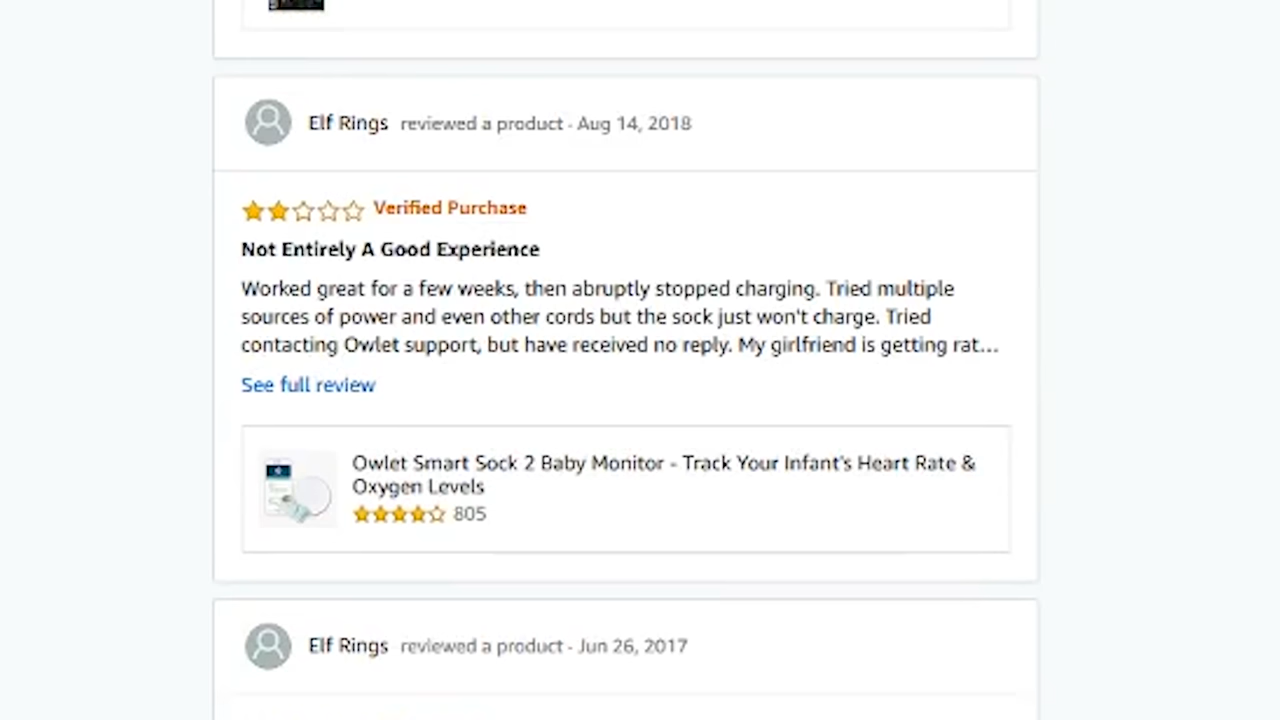 Elf Rings reviewed a product - Aug 14, 2018
Verified Purchase
Not Entirely A Good Experience
Worked great for a few weeks, then abruptly stopped charging. Tried multiple
sources of power and even other cords but the sock just won't charge. Tried
contacting Owlet support, but have received no reply. My girlfriend is getting rat...
See full review
Owlet Smart Sock 2 Baby Monitor - Track Your Infant's Heart Rate &
Oxygen Levels
805
Elf Rings reviewed a product - Jun 26, 2017